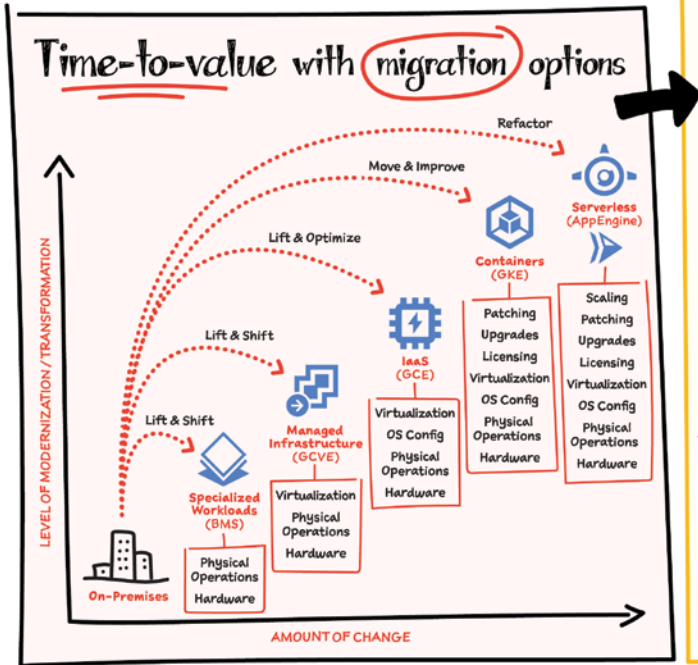 Time-to-value with migration options
LEVEL OF MODERNIZATION / TRANSFORMATION
Refactor
Move & Improve
Lift & Optimize
Lift & Shift
Lift & Shift
On-Premises
Specialized
Workloads
(BMS)
Physical
Operations
Hardware
Managed
Infrastructure
(GCVE)
Virtualization
Physical
Operations
Hardware
IaaS
(GCE)
Virtualization
OS Config
Physical
Operations
Hardware
Containers
(GKE)
Patching
Upgrades
Licensing
Virtualization
OS Config
Physical
Operations
Hardware
Serverless
(AppEngine)
Scaling
Patching
Upgrades
Licensing
Virtualization
OS Config
Physical
Operations
Hardware
AMOUNT OF CHANGE